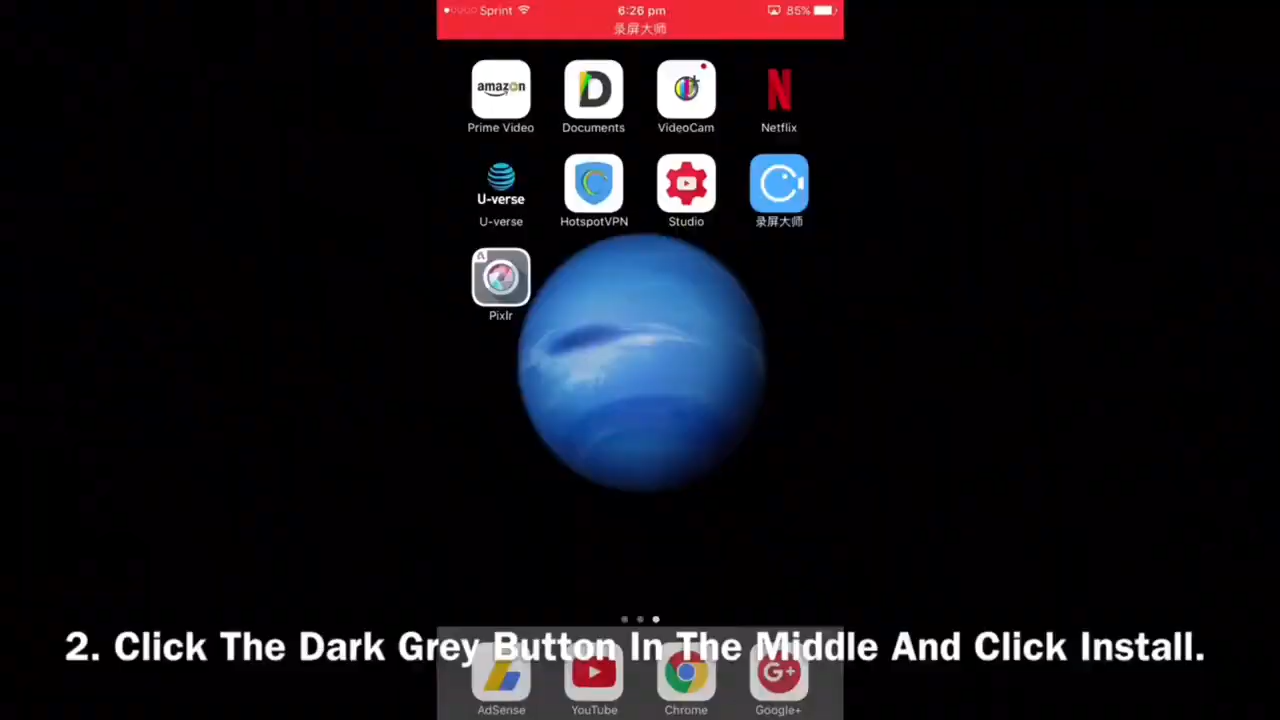 Sprint 6:26 pm 85%
录屏大师
amazon
Prime Video Documents VideoCam Netflix
U-verse
U-verse HotspotVPN Studio 录屏大师
Pixlr
2. Click The Dark Grey Button In The Middle And Click Install.
G+
AdSense YouTube Chrome Google+